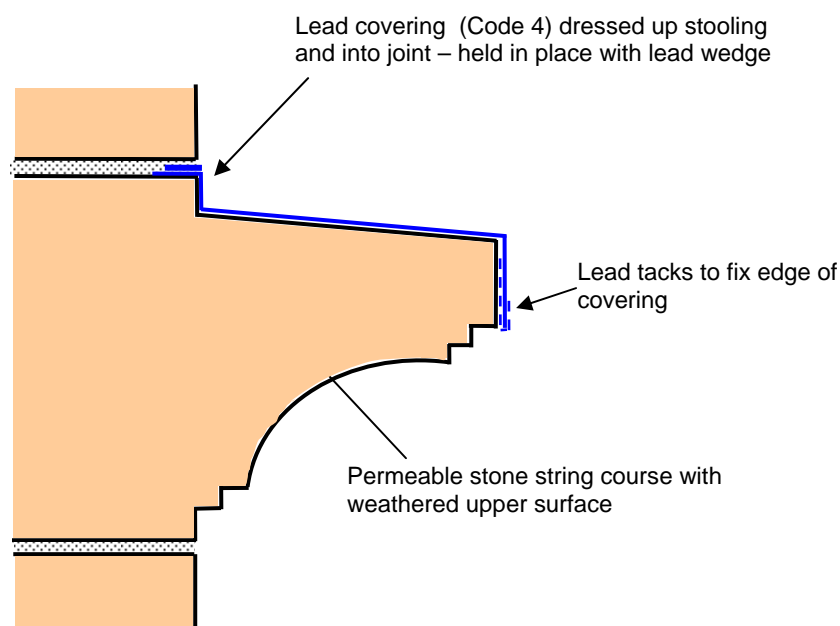 Lead covering (Code 4) dressed up stooling
and into joint – held in place with lead wedge
Lead tacks to fix edge of
covering
Permeable stone string course with
weathered upper surface